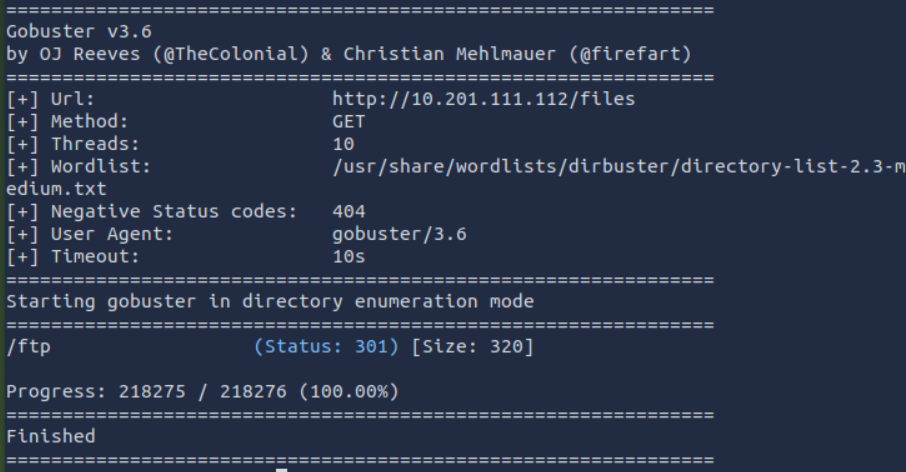 ===============================================================
Gobuster v3.6
by OJ Reeves (@TheColonial) & Christian Mehlmauer (@firefart)
===============================================================
[+] Url:                     http://10.201.111.112/files
[+] Method:                  GET
[+] Threads:                 10
[+] Wordlist:                /usr/share/wordlists/dirbuster/directory-list-2.3-m
edium.txt
[+] Negative Status codes:   404
[+] User Agent:              gobuster/3.6
[+] Timeout:                 10s
===============================================================
Starting gobuster in directory enumeration mode
===============================================================
/ftp                  (Status: 301) [Size: 320]
Progress: 218275 / 218276 (100.00%)
===============================================================
Finished
===============================================================